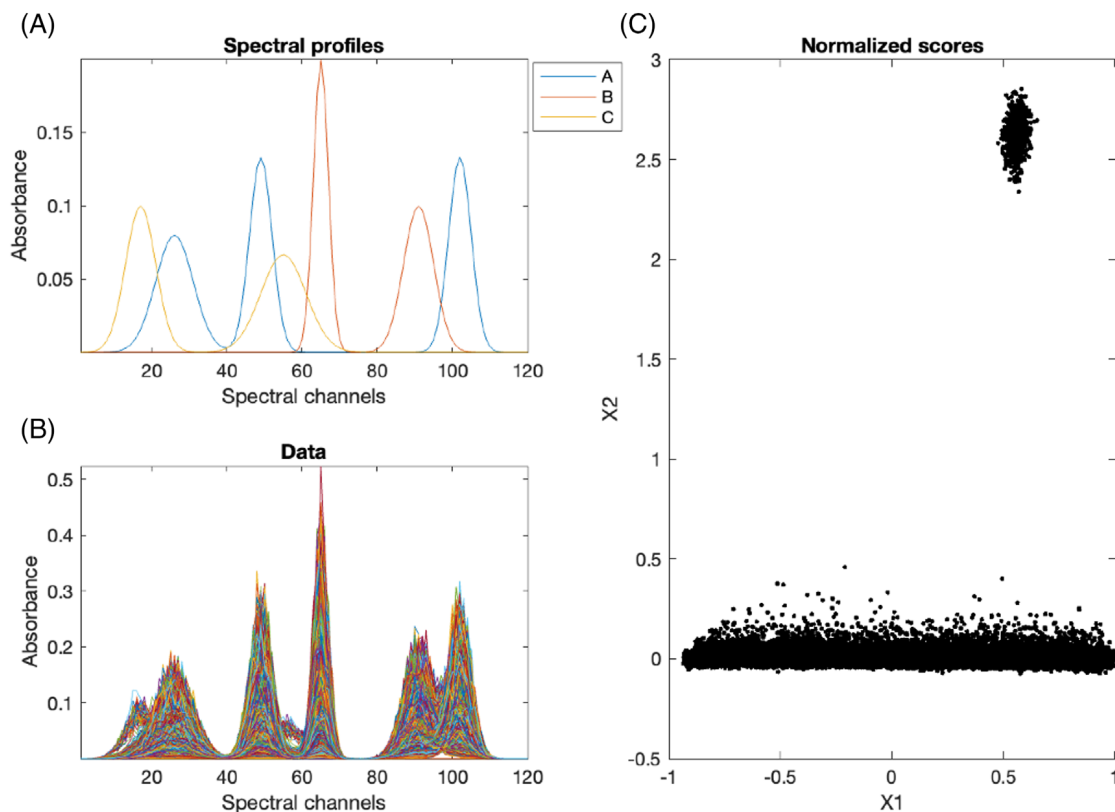 (A)
Spectral profiles
A
B
C
0.15
0.1
0.05
Absorbance
20 40 60 80 100 120
Spectral channels
(B)
Data
0.5
0.4
0.3
0.2
0.1
Absorbance
20 40 60 80 100 120
Spectral channels
(C)
Normalized scores
3
2.5
2
1.5
1
0.5
0
-0.5
X2
-1 -0.5 0 0.5 1
X1